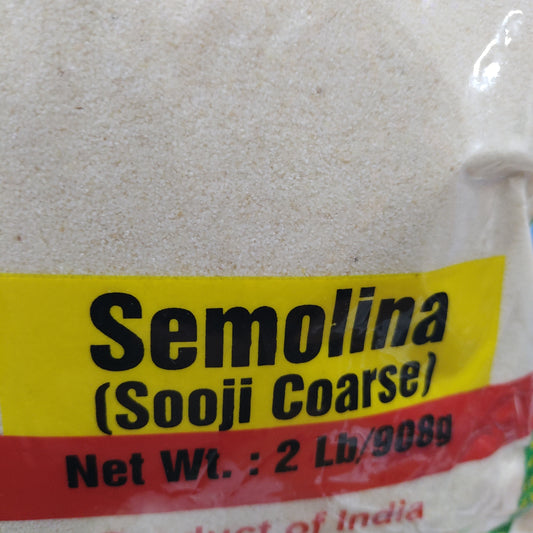 Semolina
(Sooji Coarse)
Net Wt. : 2 Lb/908g
Product of India